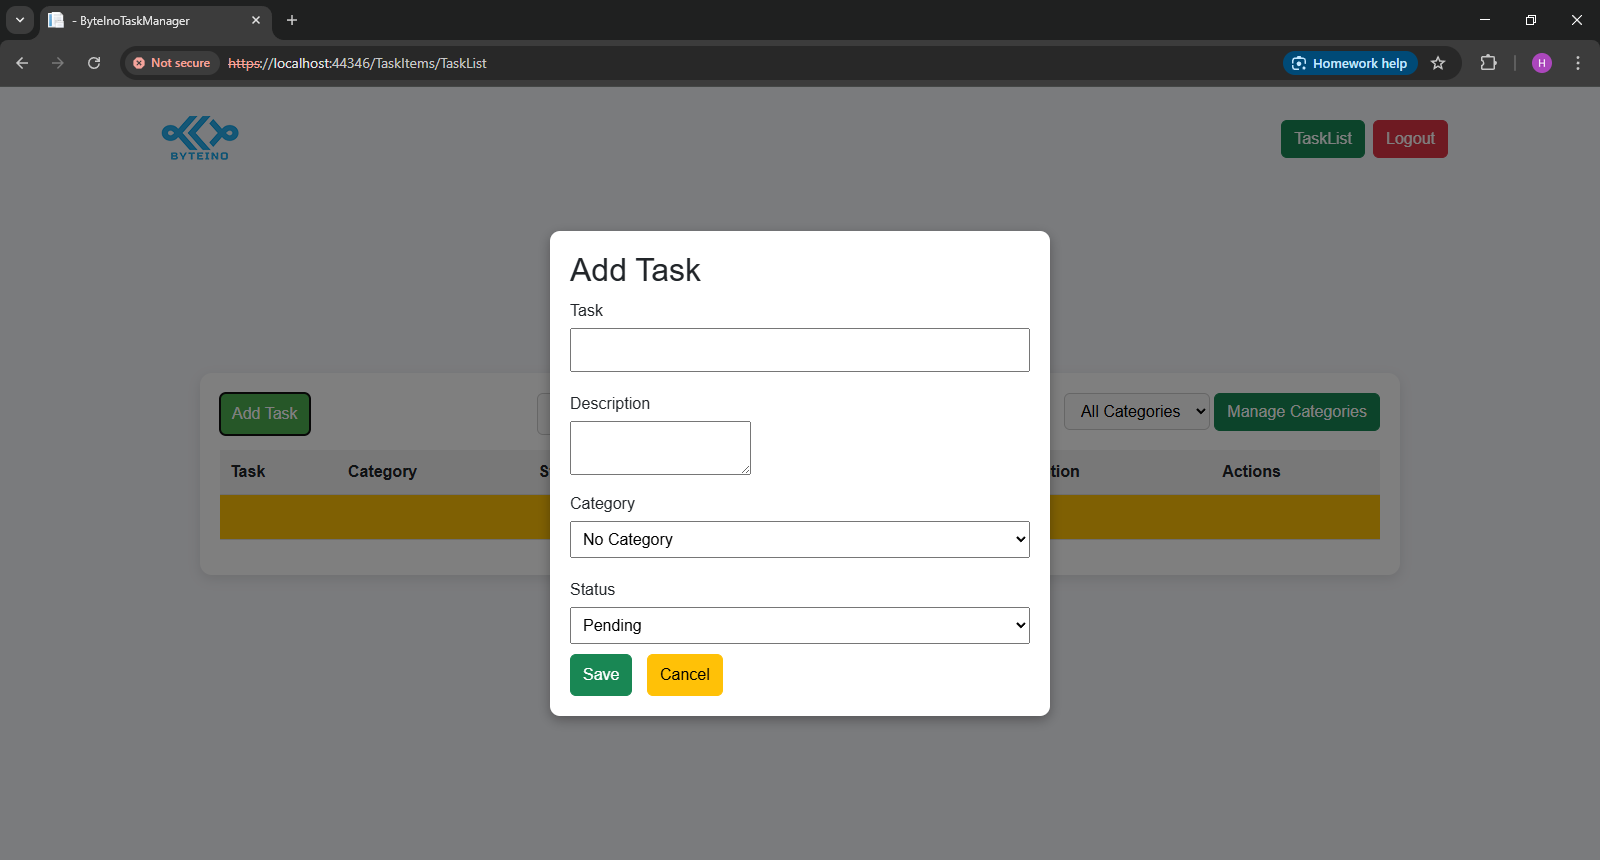 - ByteInoTaskManager
Not secure https://localhost:44346/TaskItems/TaskList Homework help H
BYTEINO
TaskList Logout
Add Task
Task
Description
Category
No Category
Status
Pending
Save Cancel
Add Task All Categories Manage Categories
Task Category Actions